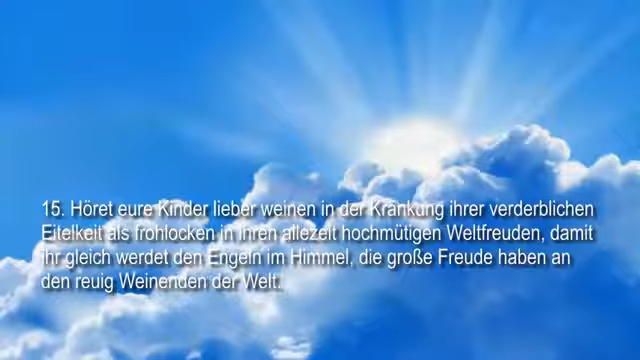 15. Höret eure Kinder lieber weinen in der Kränkung ihrer verderblichen
Eitelkeit als frohlocken in ihren allezeit hochmütigen Weltfreuden, damit
ihr gleich werdet den Engeln im Himmel, die große Freude haben an
den reuig Weinenden der Welt.